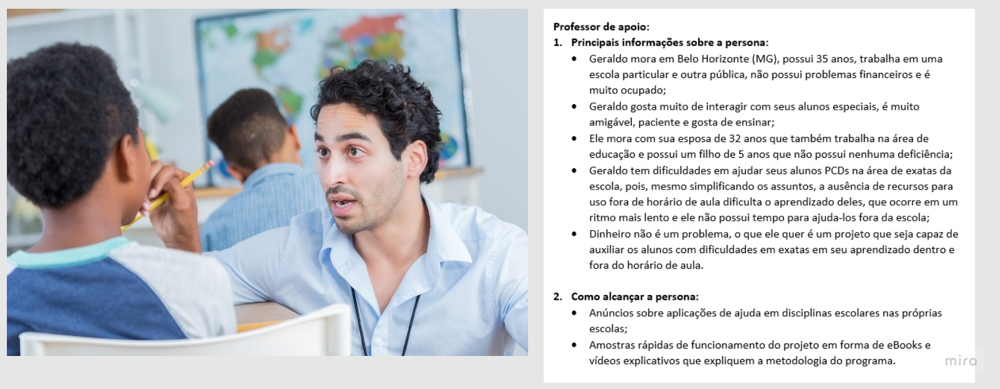 Professor de apoio:
1. Principais informações sobre a persona:
• Geraldo mora em Belo Horizonte (MG), possui 35 anos, trabalha em uma
escola particular e outra pública, não possui problemas financeiros e é
muito ocupado;
• Geraldo gosta muito de interagir com seus alunos especiais, é muito
amigável, paciente e gosta de ensinar;
• Ele mora com sua esposa de 32 anos que também trabalha na área de
educação e possui um filho de 5 anos que não possui nenhuma deficiência;
• Geraldo tem dificuldades em ajudar seus alunos PCDs na área de exatas da
escola, pois, mesmo simplificando os assuntos, a ausência de recursos para
uso fora de horário de aula dificulta o aprendizado deles, que ocorre em um
ritmo mais lento e ele não possui tempo para ajuda-los fora da escola;
• Dinheiro não é um problema, o que ele quer é um projeto que seja capaz de
auxiliar os alunos com dificuldades em exatas em seu aprendizado dentro e
fora do horário de aula.
2. Como alcançar a persona:
• Anúncios sobre aplicações de ajuda em disciplinas escolares nas próprias
escolas;
• Amostras rápidas de funcionamento do projeto em forma de eBooks e
vídeos explicativos que expliquem a metodologia do programa.
miro